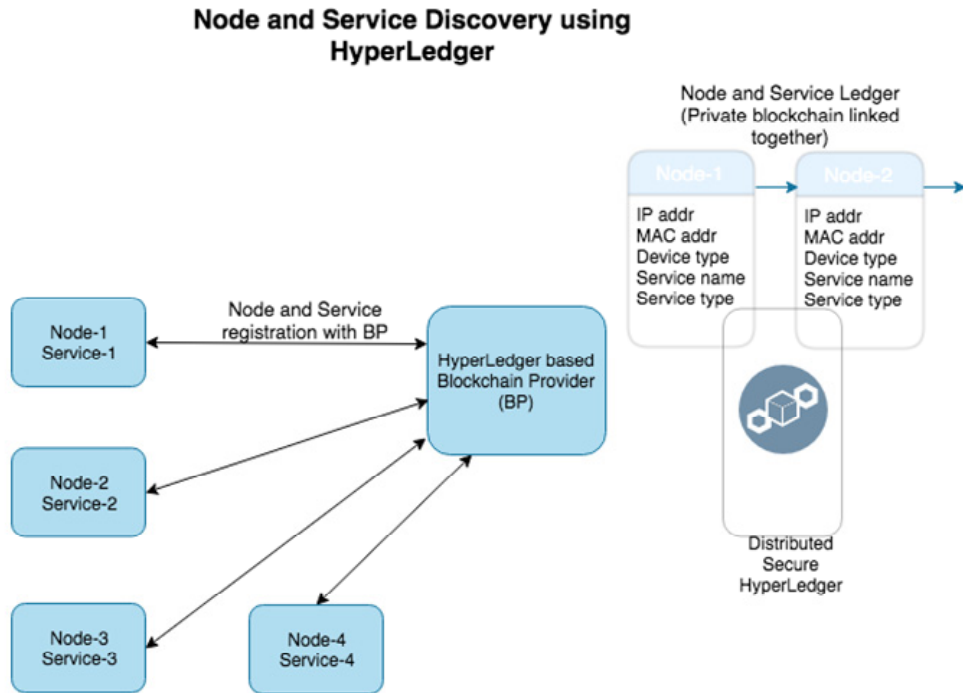 Node and Service Discovery using
HyperLedger
Node and Service Ledger
(Private blockchain linked
together)
Node-1
Node-2
IP addr
MAC addr
Device type
Service name
Service type
IP addr
MAC addr
Device type
Service name
Service type
Node-1
Service-1
Node and Service
registration with BP
HyperLedger based
Blockchain Provider
(BP)
Node-2
Service-2
Distributed
Secure
HyperLedger
Node-3
Service-3
Node-4
Service-4